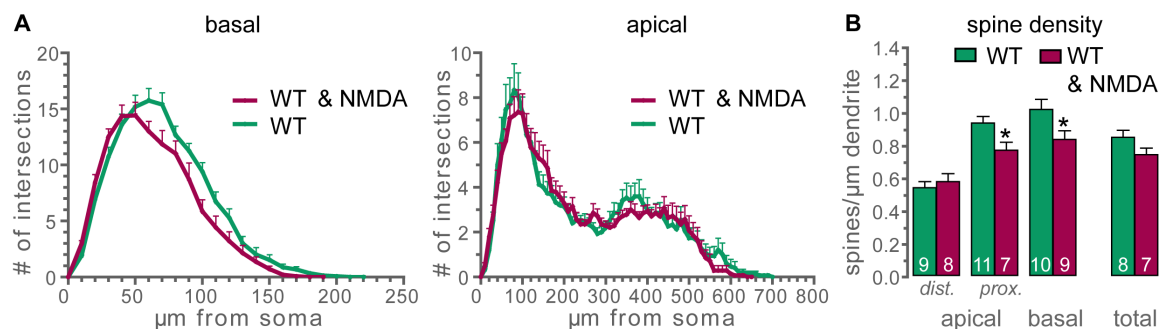 A
basal
20
15
10
5
0
# of intersections
WT & NMDA
WT
0
50
100
150
200
250
µm from soma
apical
10
8
6
4
2
0
# of intersections
WT & NMDA
WT
0
100
200
300
400
500
600
700
800
µm from soma
B
spine density
WT
WT
& NMDA
1.4
1.2
1.0
0.8
0.6
0.4
0.2
0.0
spines/µm dendrite
* *
9 8 11 7 10 9 8 7
dist. prox.
apical basal total